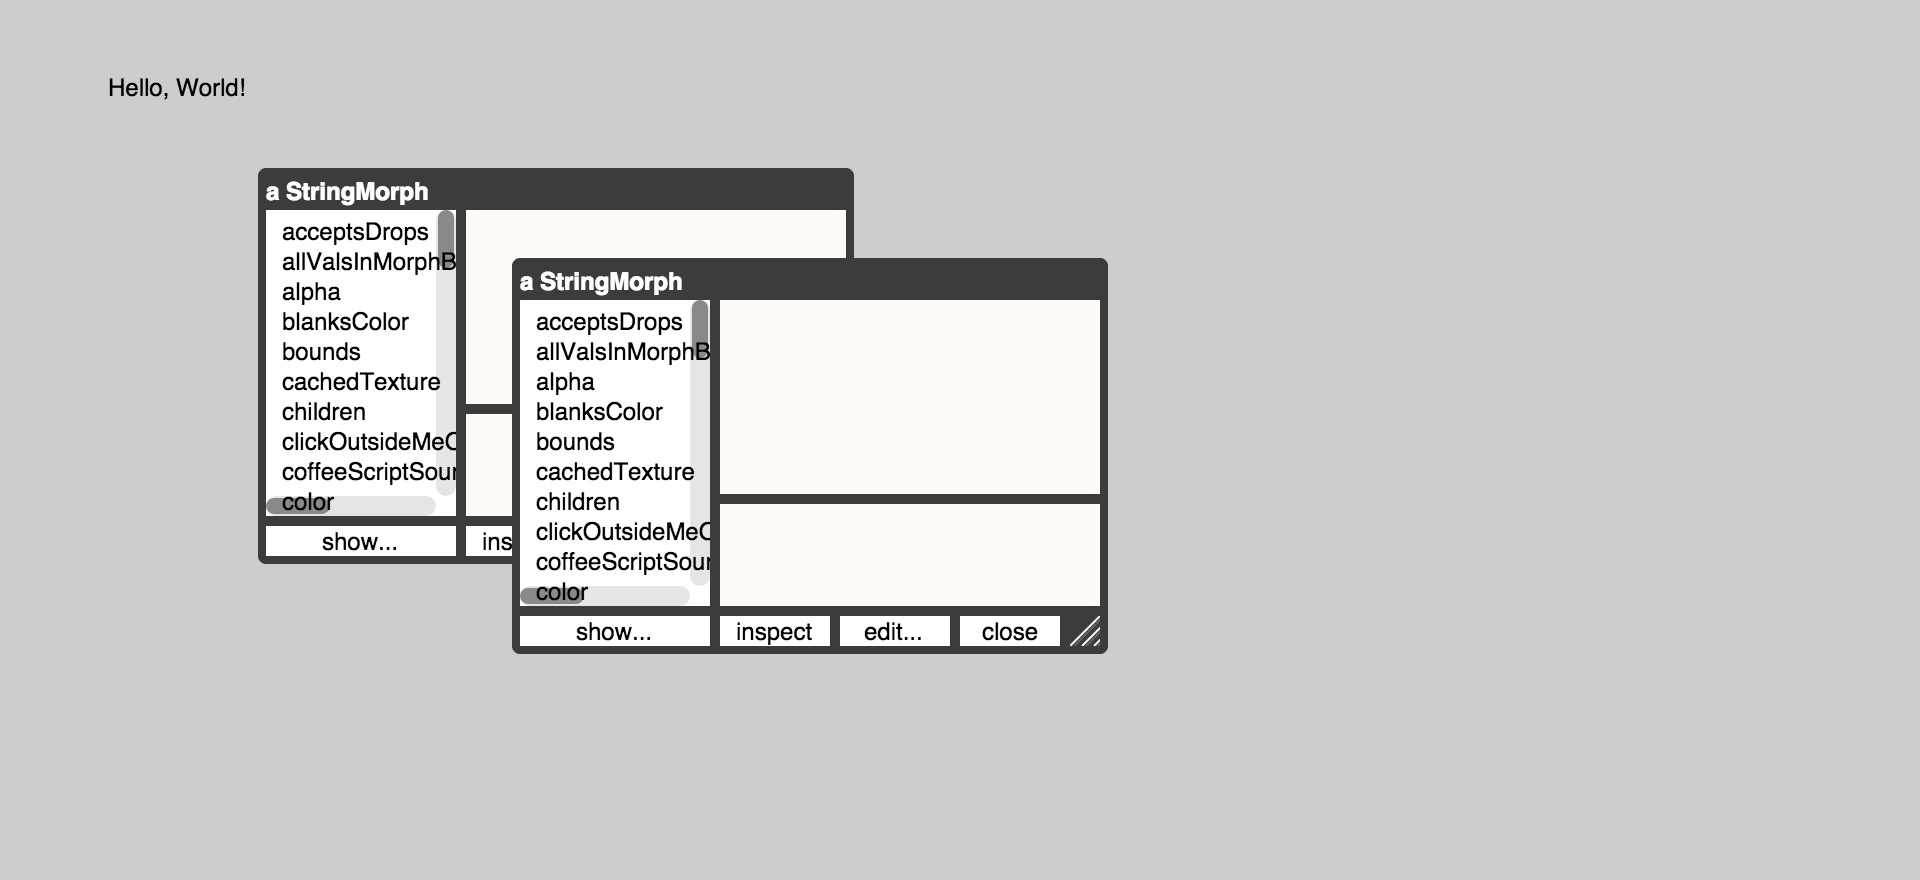 Hello, World!
a StringMorph
acceptsDrops
allValsInMorphB
alpha
blanksColor
bounds
cachedTexture
children
clickOutsideMeC
coffeeScriptSour
color
show...
ins
a StringMorph
acceptsDrops
allValsInMorphB
alpha
blanksColor
bounds
cachedTexture
children
clickOutsideMeC
coffeeScriptSour
color
show...
inspect
edit...
close